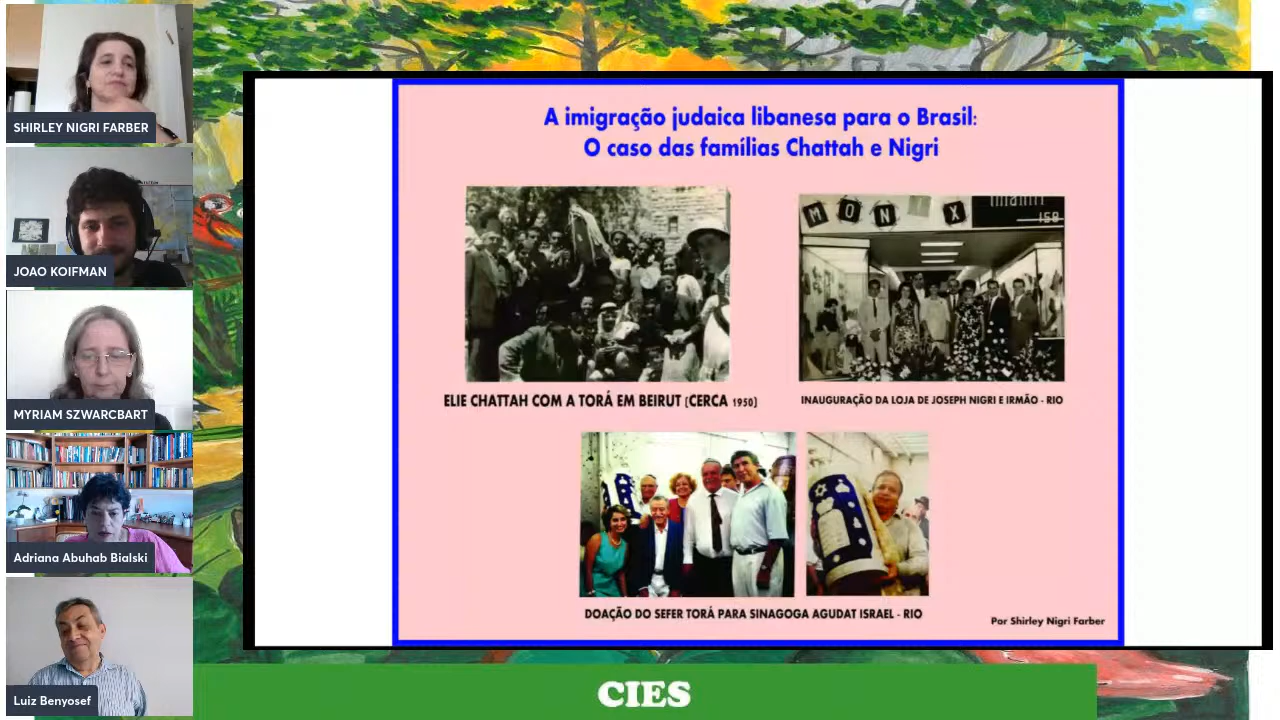 SHIRLEY NIGRI FARBER
JOAO KOIFMAN
MYRIAM SZWARCBART
Adriana Abuhab Bialski
Luiz Benyosef
A imigração judaica libanesa para o Brasil:
O caso das famílias Chattah e Nigri
MON X
158
ELIE CHATTAH COM A TORÁ EM BEIRUT (CERCA 1950)
INAUGURAÇÃO DA LOJA DE JOSEPH NIGRI E IRMÃO - RIO
DOAÇÃO DO SEFER TORÁ PARA SINAGOGA AGUDAT ISRAEL - RIO
Por Shirley Nigri Farber
CIES